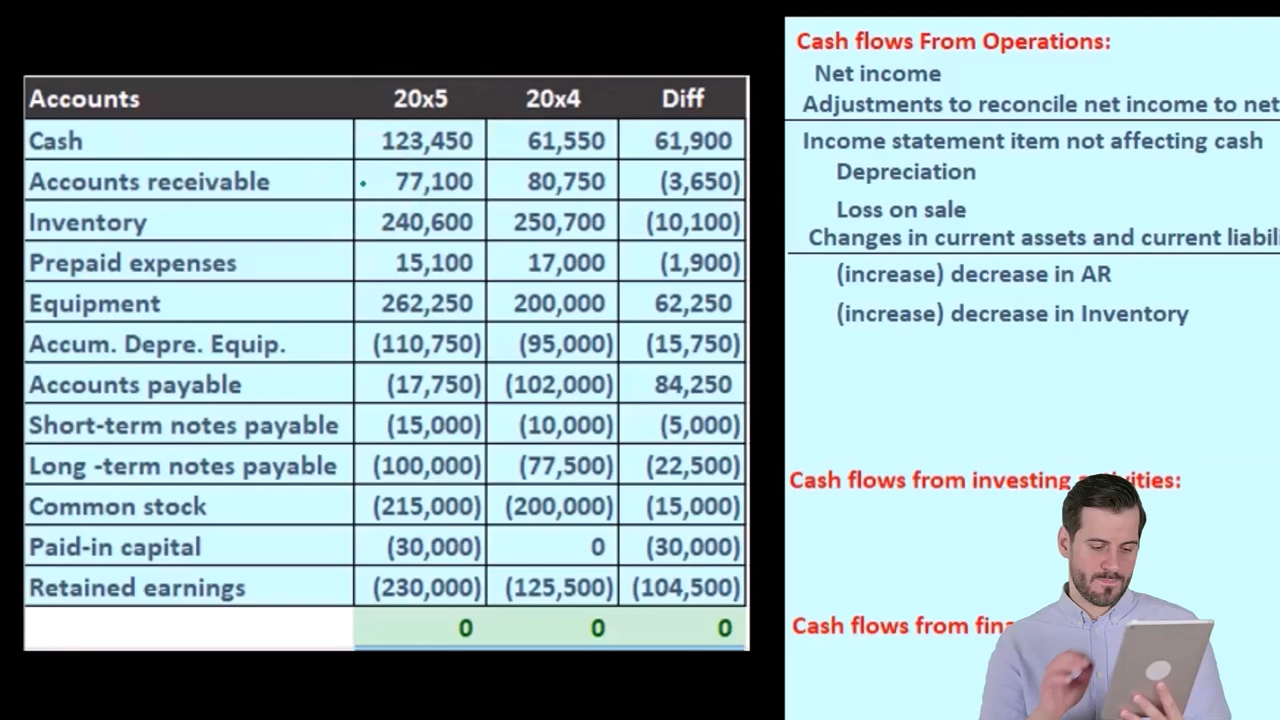 Accounts 20x5 20x4 Diff
Cash 123,450 61,550 61,900
Accounts receivable 77,100 80,750 (3,650)
Inventory 240,600 250,700 (10,100)
Prepaid expenses 15,100 17,000 (1,900)
Equipment 262,250 200,000 62,250
Accum. Depre. Equip. (110,750) (95,000) (15,750)
Accounts payable (17,750) (102,000) 84,250
Short-term notes payable (15,000) (10,000) (5,000)
Long -term notes payable (100,000) (77,500) (22,500)
Common stock (215,000) (200,000) (15,000)
Paid-in capital (30,000) 0 (30,000)
Retained earnings (230,000) (125,500) (104,500)
0 0 0
Cash flows From Operations:
Net income
Adjustments to reconcile net income to net
Income statement item not affecting cash
Depreciation
Loss on sale
Changes in current assets and current liabili
(increase) decrease in AR
(increase) decrease in Inventory
Cash flows from investing
Cash flows from